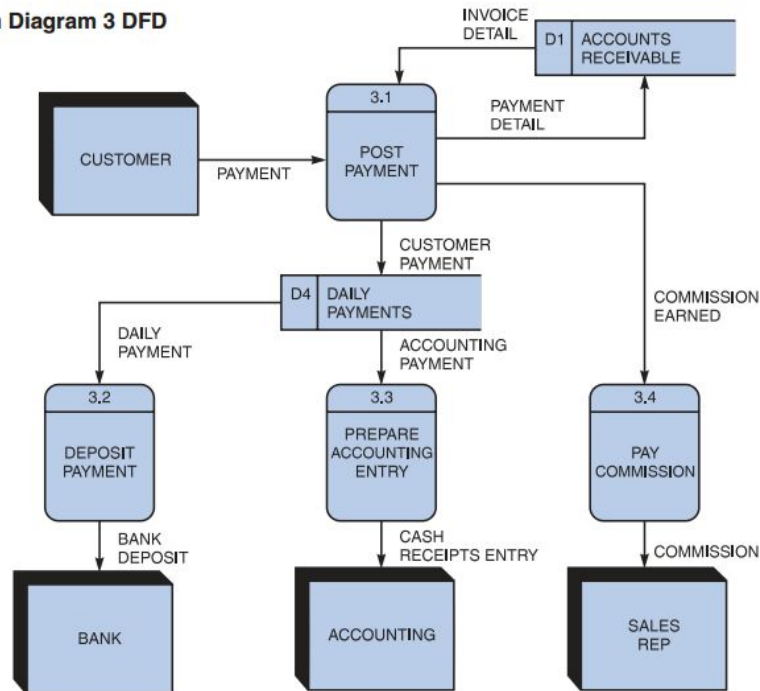 Diagram 3 DFD
INVOICE
DETAIL
D1
ACCOUNTS
RECEIVABLE
3.1
POST
PAYMENT
PAYMENT
DETAIL
CUSTOMER
PAYMENT
CUSTOMER
PAYMENT
D4
DAILY
PAYMENTS
COMMISSION
EARNED
DAILY
PAYMENT
ACCOUNTING
PAYMENT
3.2
DEPOSIT
PAYMENT
3.3
PREPARE
ACCOUNTING
ENTRY
3.4
PAY
COMMISSION
BANK
DEPOSIT
CASH
RECEIPTS ENTRY
COMMISSION
BANK
ACCOUNTING
SALES
REP